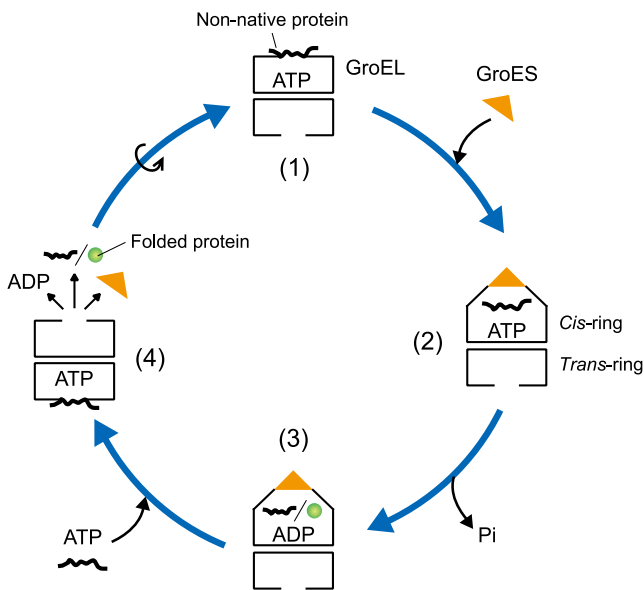 Non-native protein
ATP
GroEL
GroES
(1)
Folded protein
ADP
ATP
(4)
ATP
(2)
Cis-ring
Trans-ring
(3)
ADP
ATP
Pi